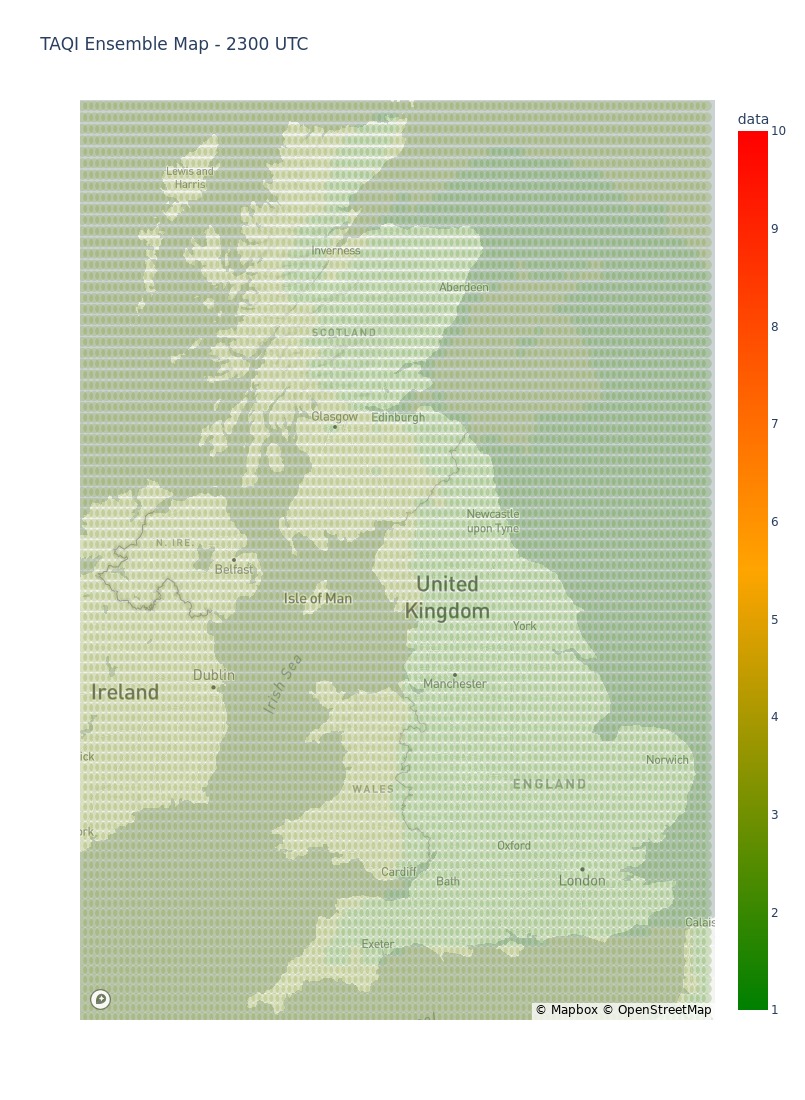 TAQI Ensemble Map - 2300 UTC
data
10
9
8
7
6
5
4
3
2
1
Lewis and
Harris
Inverness
Aberdeen
SCOTLAND
Glasgow
Edinburgh
Newcastle
upon Tyne
N. IRE.
Belfast
Isle of Man
United
Kingdom
York
Dublin
Irish Sea
Manchester
Ireland
ick
Norwich
WALES
ENGLAND
ork
Oxford
Cardiff
Bath
London
Calais
Exeter
© Mapbox © OpenStreetMap